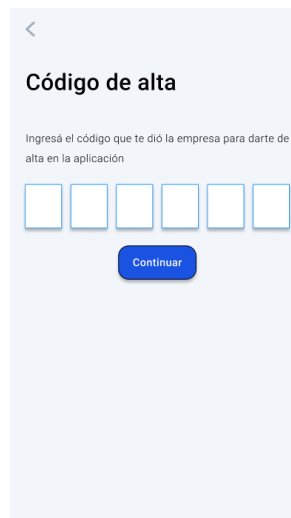 Código de alta
Ingresá el código que te dió la empresa para darte de
alta en la aplicación
Continuar